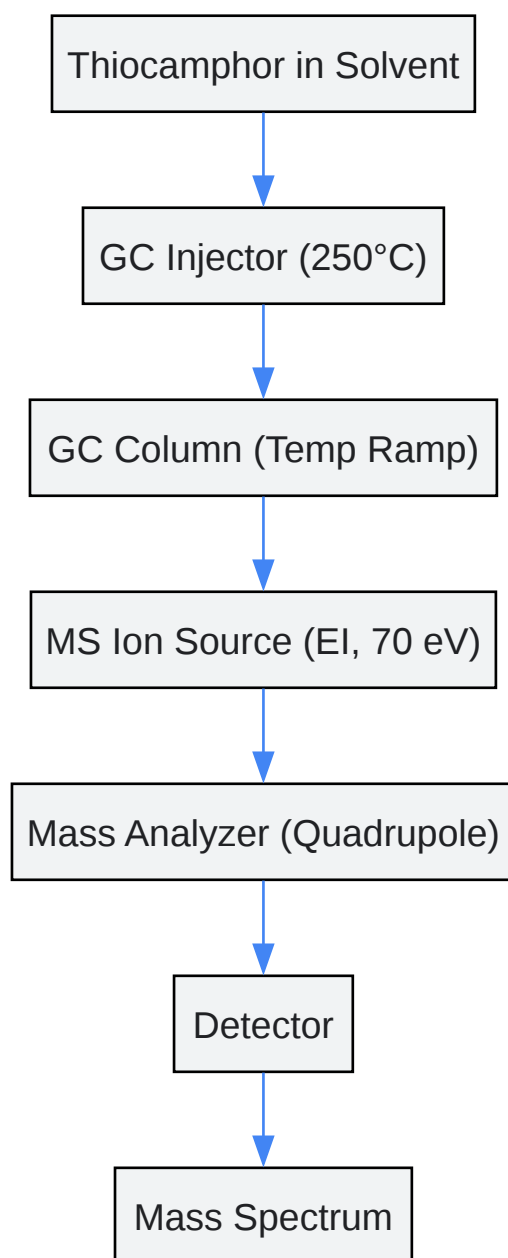 Thiocamphor in Solvent
GC Injector (250°C)
GC Column (Temp Ramp)
MS Ion Source (EI, 70 eV)
Mass Analyzer (Quadrupole)
Detector
Mass Spectrum